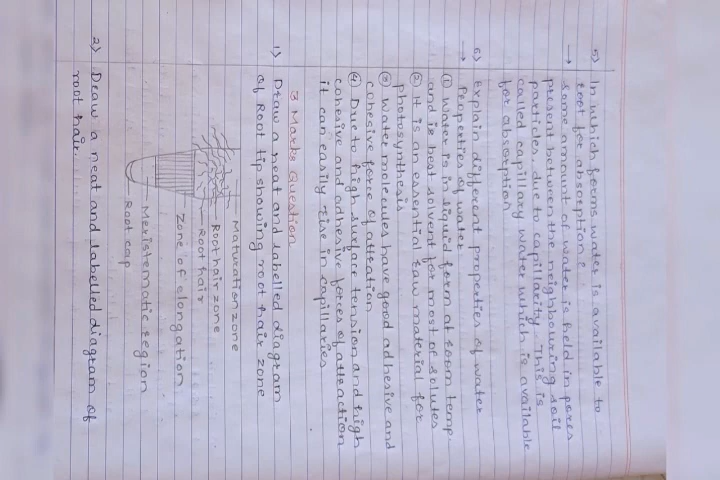 5) In which forms water is available to
root for absorption?
→ some amount of water is held in pores
present between the neighbouring soil
particles, due to capillarity. This is
called capillary water which is available
for absorption
6) Explain different properties of water
→ Properties of water
① Water is in liquid form at room temp.
and is best solvent for most of solutes
② It is an essential raw material for
photosynthesis
③ Water molecules have good adhesive and
cohesive force of attration
④ Due to high surface tension and high
cohesive and adhesive forces of attraction
it can easily rise in capillaries
3 Marks Question
1) Draw a neat and labelled diagram
of Root tip showing root hair zone
Maturation zone
Root hair zone
Root hair
Zone of elongation
Meristematic region
Root cap
2) Draw a neat and labelled diagram of
root hair.